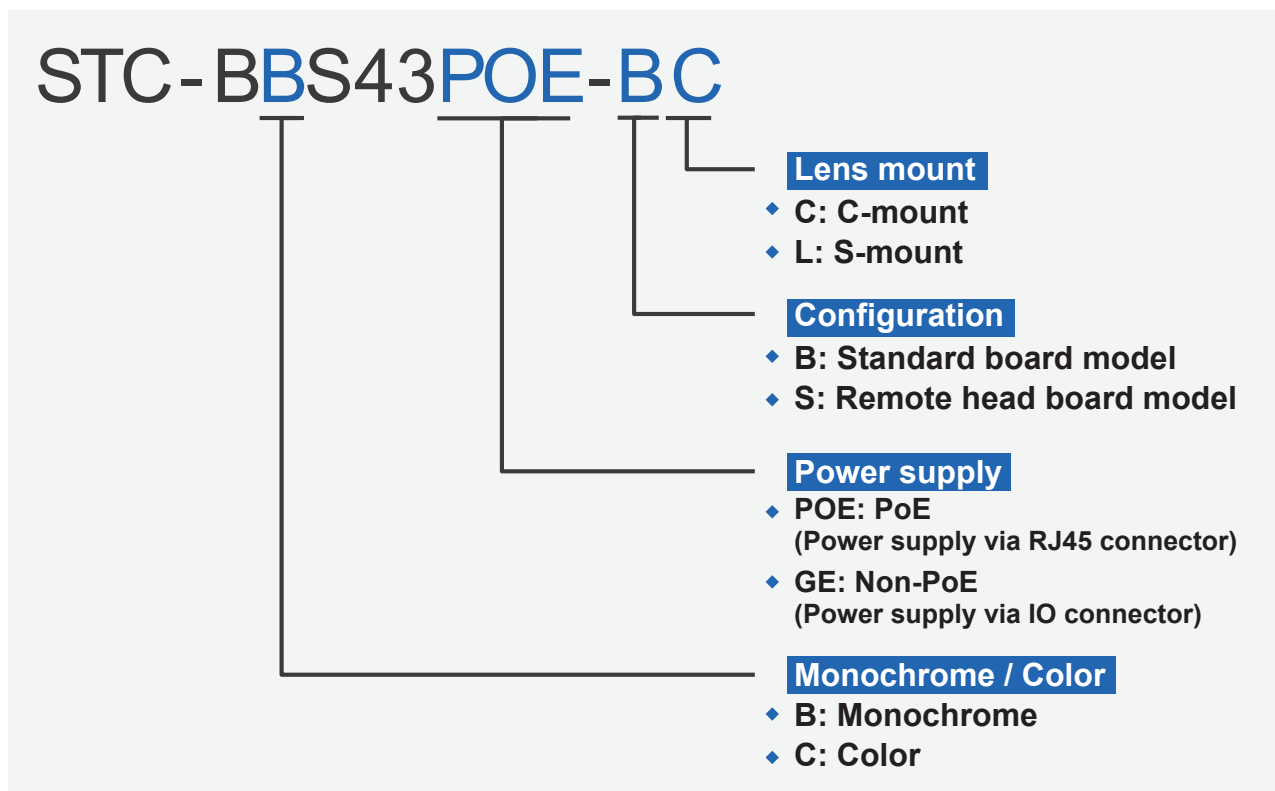 STC-BBS43POE-BC
Lens mount
C: C-mount
L: S-mount
Configuration
B: Standard board model
S: Remote head board model
Power supply
POE: PoE
(Power supply via RJ45 connector)
GE: Non-PoE
(Power supply via IO connector)
Monochrome / Color
B: Monochrome
C: Color